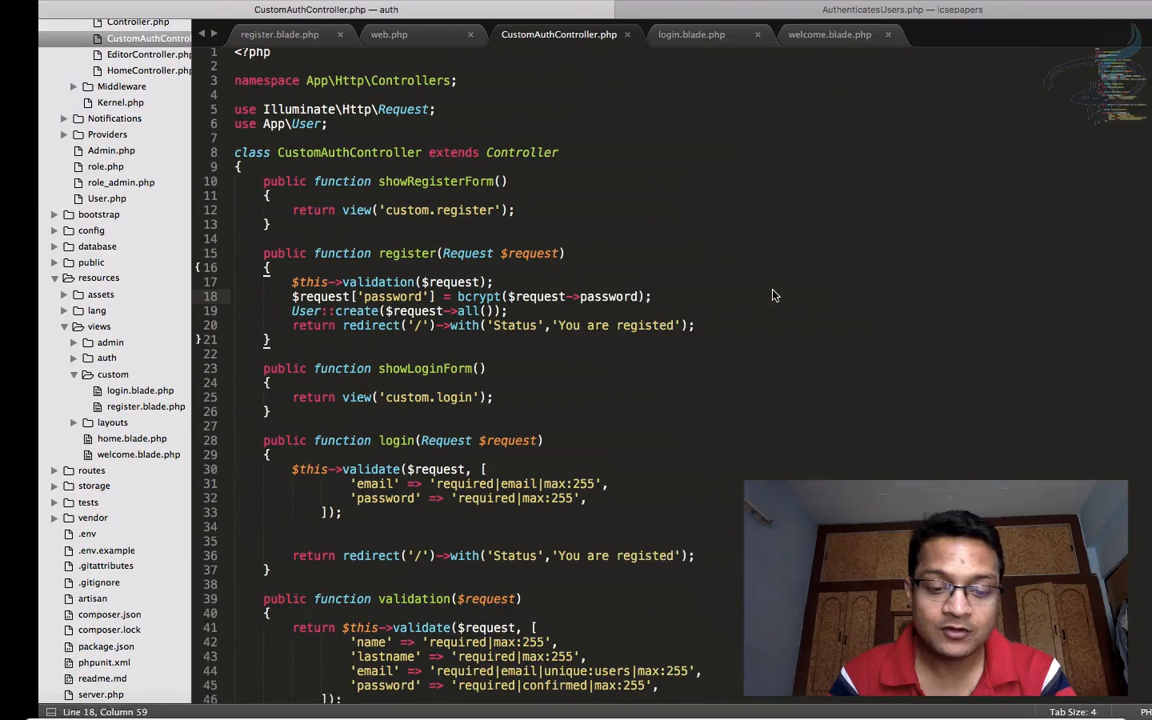 CustomAuthController.php — auth
AuthenticatesUsers.php — icsepapers
register.blade.php ×
web.php ×
CustomAuthController.php ×
login.blade.php ×
welcome.blade.php ×
Controller.php
CustomAuthControl
EditorController.php
HomeController.php
Middleware
Kernel.php
Notifications
Providers
Admin.php
role.php
role_admin.php
User.php
bootstrap
config
database
public
resources
assets
lang
views
admin
auth
custom
login.blade.php
register.blade.php
layouts
home.blade.php
welcome.blade.php
routes
storage
tests
vendor
.env
.env.example
.gitattributes
.gitignore
artisan
composer.json
composer.lock
package.json
phpunit.xml
readme.md
server.php
1 <?php
2
3 namespace App\Http\Controllers;
4
5 use Illuminate\Http\Request;
6 use App\User;
7
8 class CustomAuthController extends Controller
9 {
10 public function showRegisterForm()
11 {
12 return view('custom.register');
13 }
14
15 public function register(Request $request)
16 {
17 $this->validation($request);
18 $request['password'] = bcrypt($request->password);
19 User::create($request->all());
20 return redirect('/')->with('Status','You are registed');
21 }
22
23 public function showLoginForm()
24 {
25 return view('custom.login');
26 }
27
28 public function login(Request $request)
29 {
30 $this->validate($request, [
31 'email' => 'required|email|max:255',
32 'password' => 'required|max:255',
33 ]);
34
35
36 return redirect('/')->with('Status','You are registed');
37 }
38
39 public function validation($request)
40 {
41 return $this->validate($request, [
42 'name' => 'required|max:255',
43 'lastname' => 'required|max:255',
44 'email' => 'required|email|unique:users|max:255',
45 'password' => 'required|confirmed|max:255',
46 ]);
Line 18, Column 59
Tab Size: 4
PH